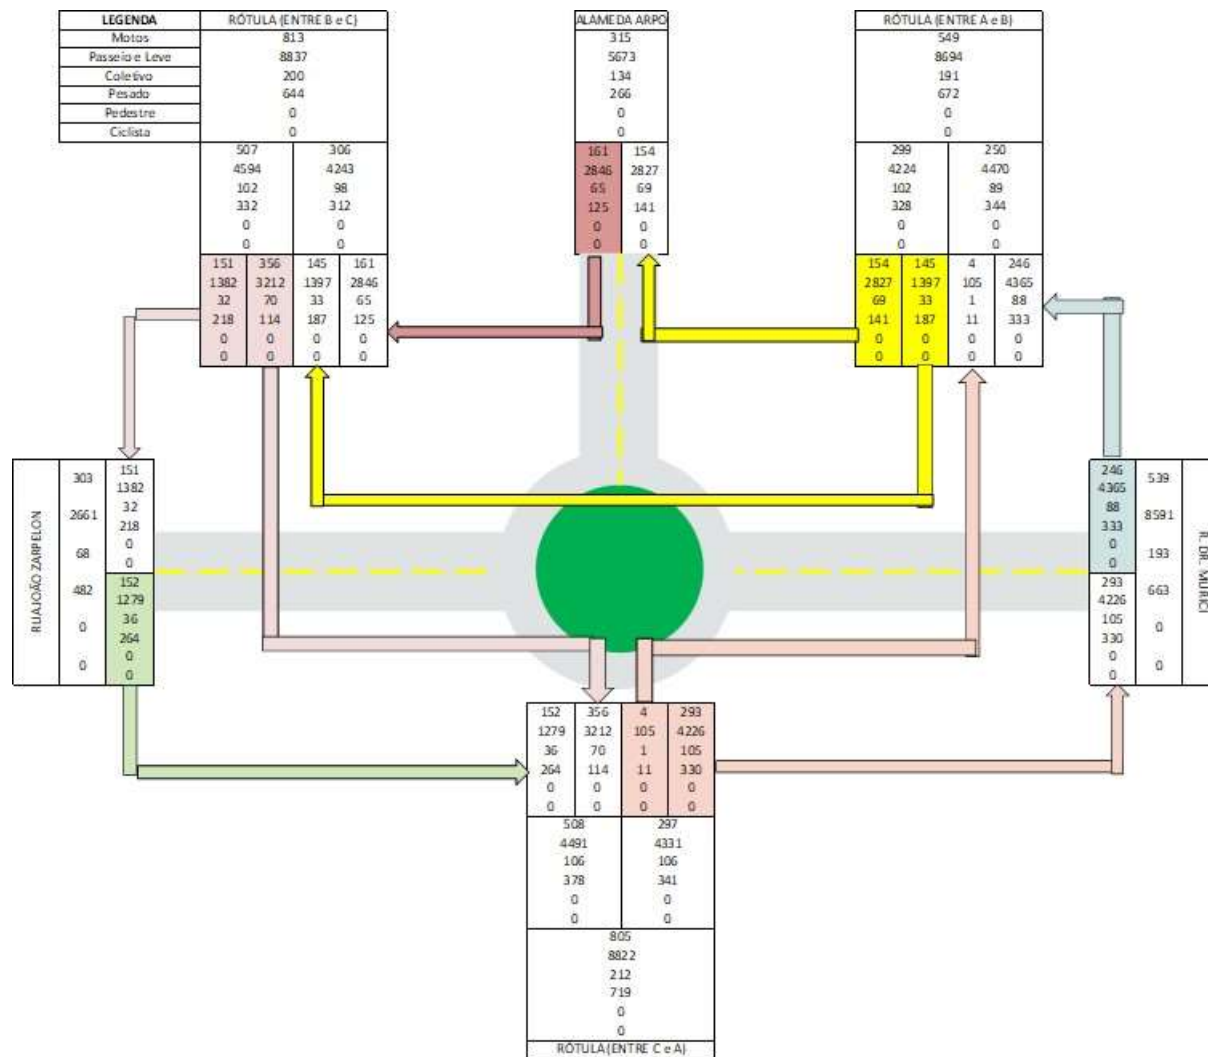 LEGENDA RÓTULA (ENTRE B e C)
Motos 813
Passeio e Leve 8837
Coletivo 200
Pesado 644
Pedestre 0
Ciclista 0
507 306
4594 4243
102 98
332 312
0 0
0 0
151 356 145 161
1382 3212 1397 2846
32 70 33 65
218 114 187 125
0 0 0 0
0 0 0 0
ALAMEDA ARPO
315
5673
134
266
0
0
161 154
2846 2827
65 69
125 141
0 0
0 0
RÓTULA (ENTRE A e B)
549
8694
191
672
0
0
299 250
4224 4470
102 89
328 344
0 0
0 0
154 145 4 246
2827 1397 105 4365
69 33 1 88
141 187 11 333
0 0 0 0
0 0 0 0
RUA JOÃO ZARPELON
303
2661
68
482
0
0
151
1382
32
218
0
0
152
1279
36
264
0
0
246
4365
88
333
0
0
293
4226
105
330
0
0
539
8591
193
663
0
0
R. DR. MURICI
152 356 4 293
1279 3212 105 4226
36 70 1 105
264 114 11 330
0 0 0 0
0 0 0 0
508 297
4491 4331
106 106
378 341
0 0
0 0
805
8822
212
719
0
0
RÓTULA (ENTRE C e A)